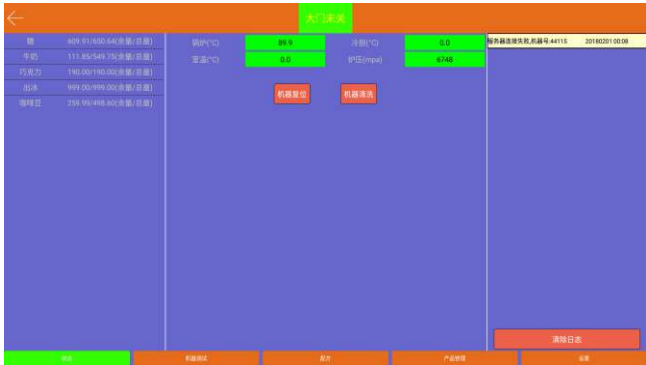 大门未关
糖 609.91/650.64(余量/总量)
牛奶 111.85/549.75(余量/总量)
巧克力 190.00/190.00(余量/总量)
出冰 999.00/999.00(余量/总量)
咖啡豆 259.99/498.60(余量/总量)
锅炉(°C) 89.9 冷胆(°C) 0.0
室温(°C) 0.0 炉压(mpa) 6748
机器复位 机器清洗
服务器连接失败,机器号:44115 20180201 00:08
清除日志
状态 机器测试 配方 产品管理 设置